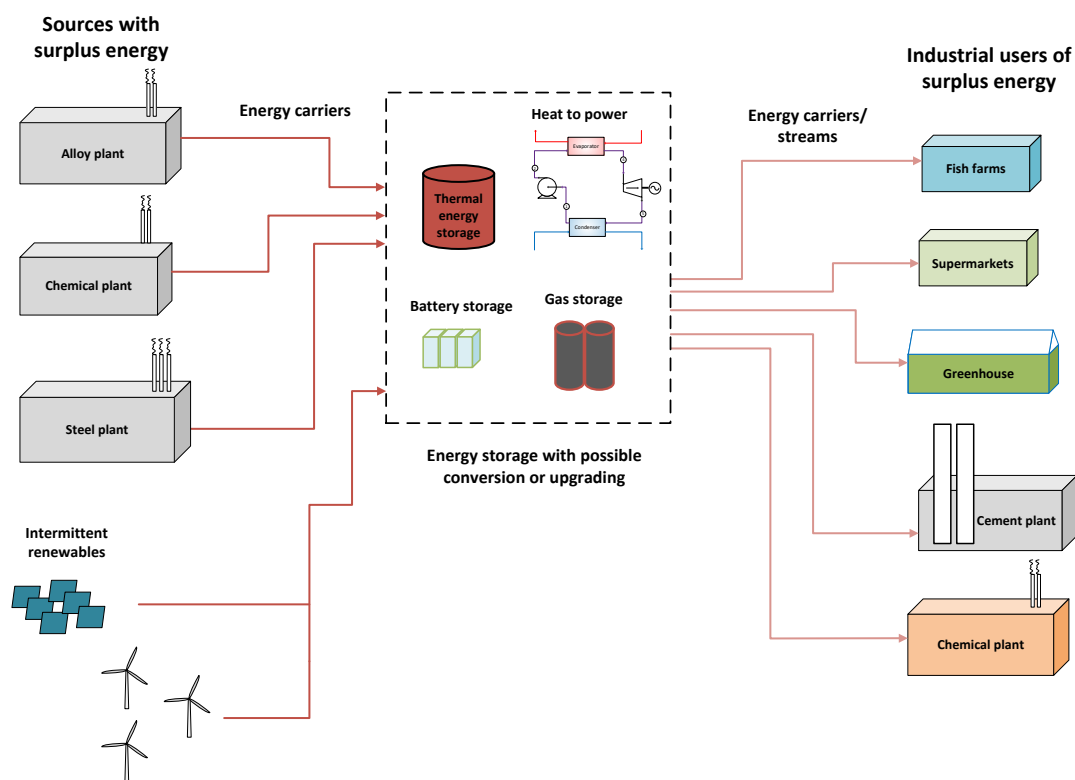 Sources with
surplus energy
Alloy plant
Chemical plant
Steel plant
Intermittent
renewables
Energy carriers
Heat to power
Evaporator
Condenser
Thermal
energy
storage
Battery storage
Gas storage
Energy storage with possible
conversion or upgrading
Energy carriers/
streams
Industrial users of
surplus energy
Fish farms
Supermarkets
Greenhouse
Cement plant
Chemical plant